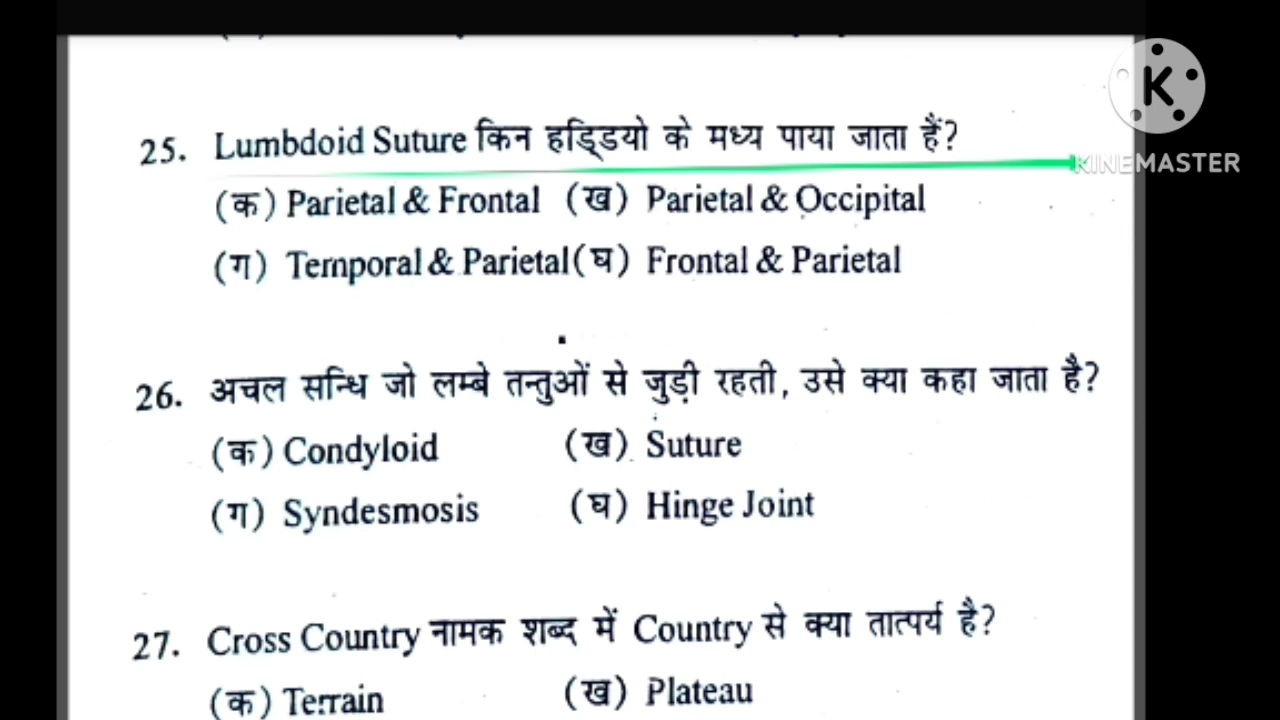 25. Lumbdoid Suture किन हड्डियो के मध्य पाया जाता हैं?
(क) Parietal & Frontal (ख) Parietal & Occipital
(ग) Temporal & Parietal (घ) Frontal & Parietal
26. अचल सन्धि जो लम्बे तन्तुओं से जुड़ी रहती, उसे क्या कहा जाता है?
(क) Condyloid (ख) Suture
(ग) Syndesmosis (घ) Hinge Joint
27. Cross Country नामक शब्द में Country से क्या तात्पर्य है?
(क) Terrain (ख) Plateau
K
KINEMASTER